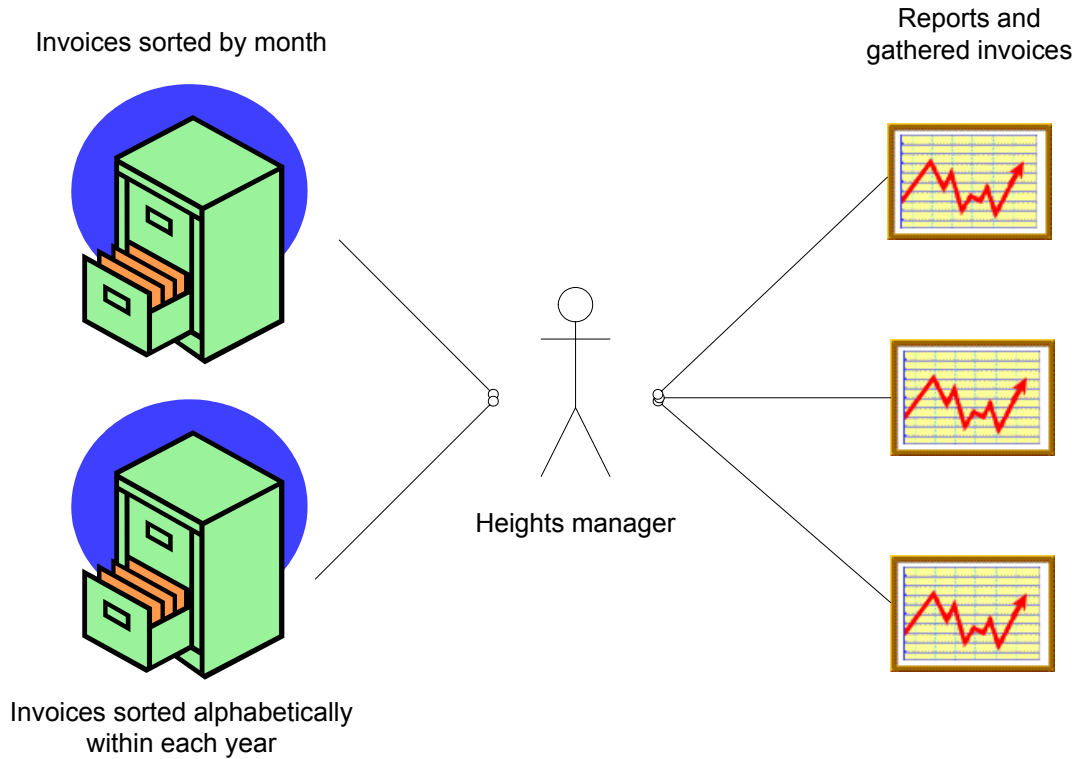 Invoices sorted by month
Reports and
gathered invoices
Heights manager
Invoices sorted alphabetically
within each year